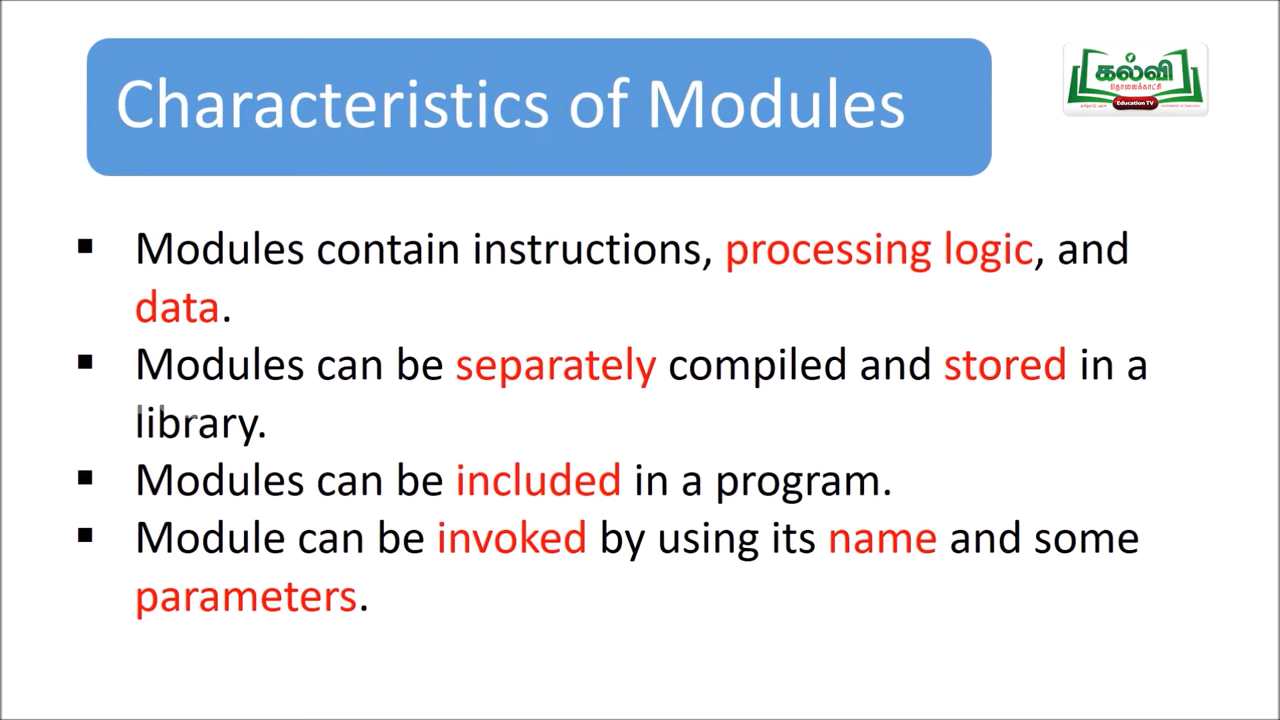 Characteristics of Modules
கல்வி
தொலைக்காட்சி
Education TV
▪ Modules contain instructions, processing logic, and
data.
▪ Modules can be separately compiled and stored in a
library.
▪ Modules can be included in a program.
▪ Module can be invoked by using its name and some
parameters.